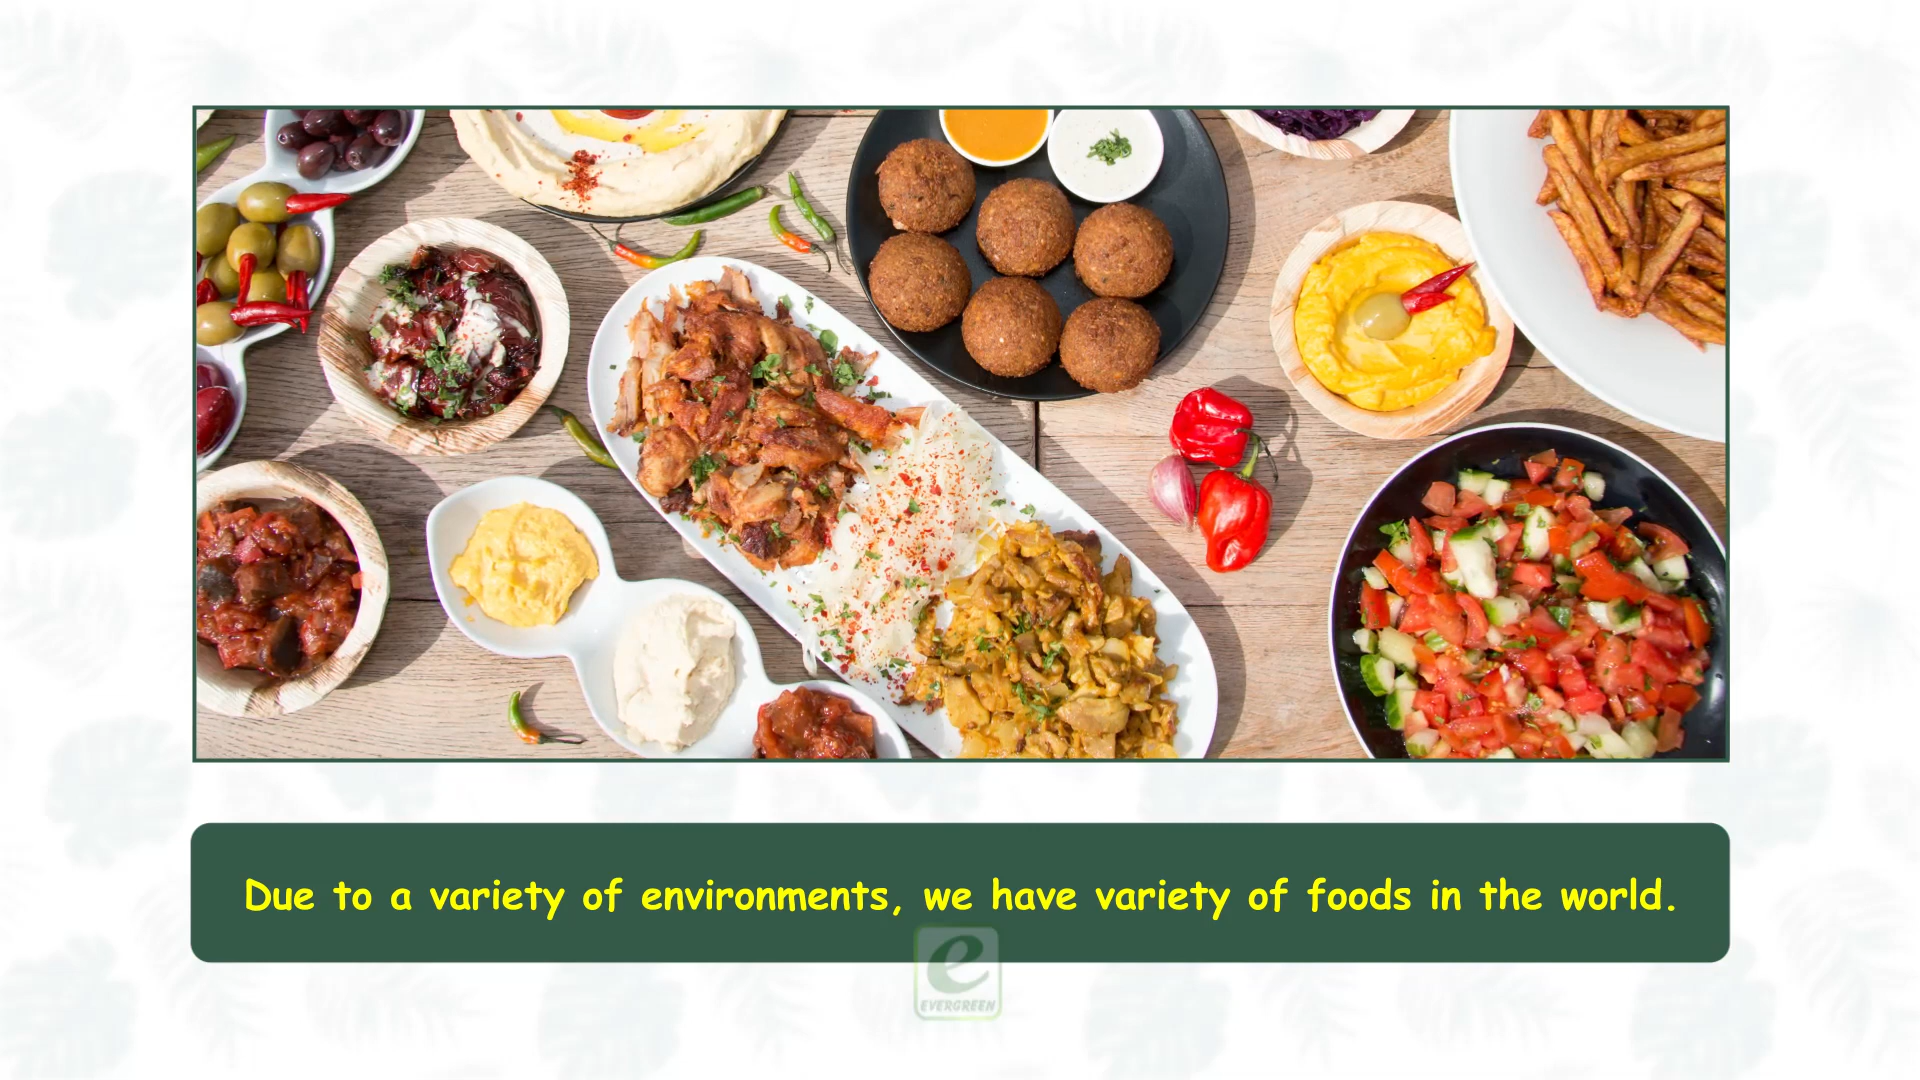 Due to a variety of environments, we have variety of foods in the world.
e
EVERGREEN